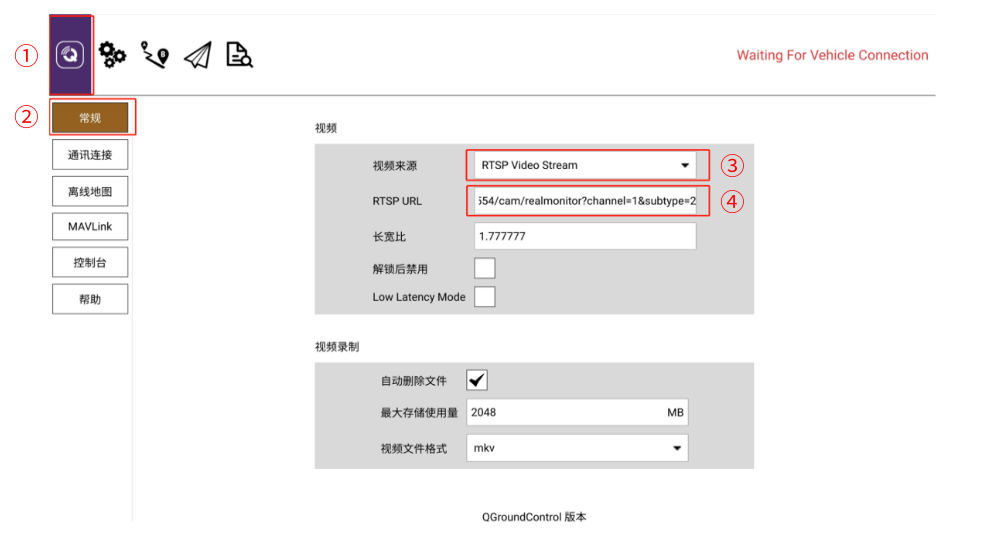 ①
Waiting For Vehicle Connection
②
常规
通讯连接
离线地图
MAVLink
控制台
帮助
视频
视频来源
RTSP Video Stream
③
RTSP URL
554/cam/realmonitor?channel=1&subtype=2
④
长宽比
1.777777
解锁后禁用
Low Latency Mode
视频录制
自动删除文件
最大存储使用量
2048
MB
视频文件格式
mkv
QGroundControl 版本